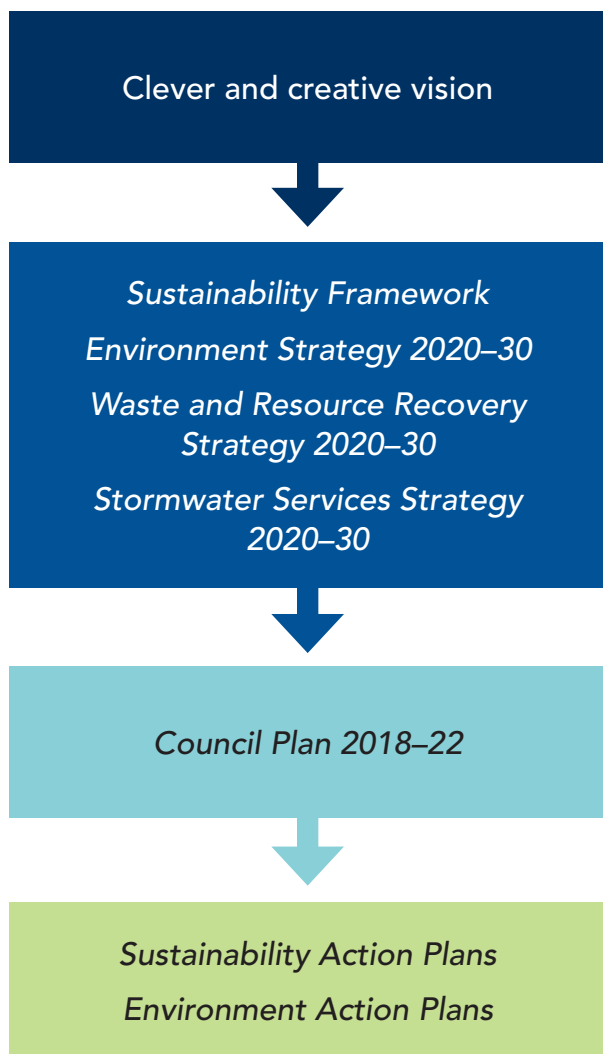 Clever and creative vision
Sustainability Framework
Environment Strategy 2020–30
Waste and Resource Recovery
Strategy 2020–30
Stormwater Services Strategy
2020–30
Council Plan 2018–22
Sustainability Action Plans
Environment Action Plans